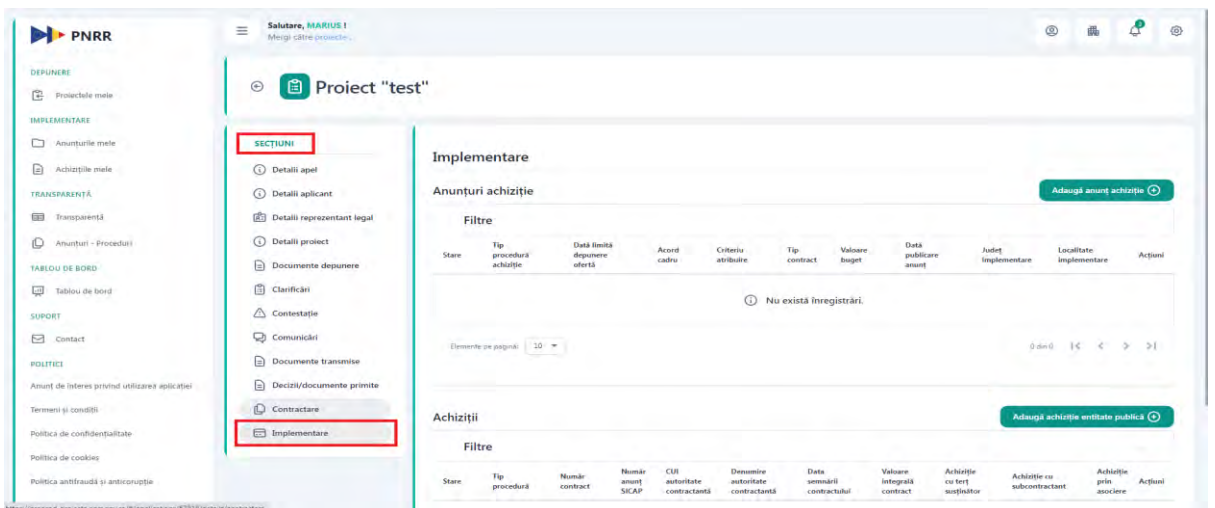 PNRR
Salutare, MARIUS !
Mergi către proiecte.
3
DEPUNERE
Proiectele mele
IMPLEMENTARE
Anunțurile mele
Achizițiile mele
TRANSPARENȚĂ
Transparență
Anunțuri - Proceduri
TABLOU DE BORD
Tablou de bord
SUPORT
Contact
POLITICI
Anunț de interes privind utilizarea aplicației
Termeni și condiții
Politica de confidențialitate
Politica de cookies
Politica antifraudă și anticorupție
Proiect "test"
SECȚIUNI
Detalii apel
Detalii aplicant
Detalii reprezentant legal
Detalii proiect
Documente depunere
Clarificări
Contestație
Comunicări
Documente transmise
Decizii/documente primite
Contractare
Implementare
Implementare
Anunțuri achiziție
Adaugă anunț achiziție
Filtre
Stare
Tip procedură achiziție
Dată limită depunere ofertă
Acord cadru
Criteriu atribuire
Tip contract
Valoare buget
Dată publicare anunț
Județ implementare
Localitate implementare
Acțiuni
Nu există înregistrări.
Elemente pe pagină: 10
0 din 0
Achiziții
Adaugă achiziție entitate publică
Filtre
Stare
Tip procedură
Număr contract
Număr anunț SICAP
CUI autoritate contractantă
Denumire autoritate contractantă
Data semnării contractului
Valoare integrală contract
Achiziție cu terț susținător
Achiziție cu subcontractant
Achiziție prin asociere
Acțiuni